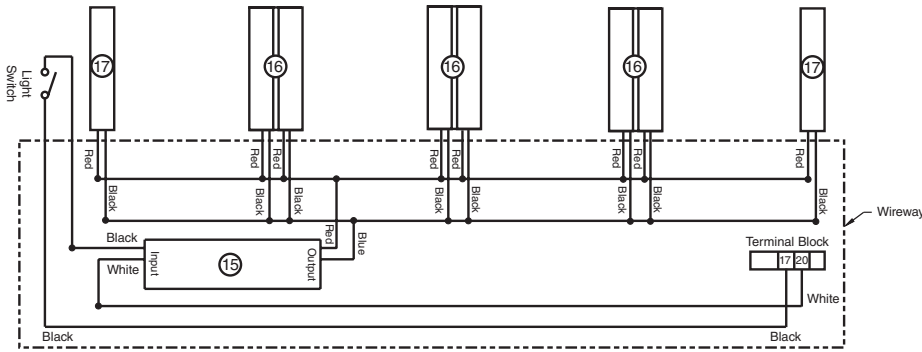 17
16
16
16
17
Light
Switch
Red
Black
Red
Red
Black
Black
Red
Red
Black
Black
Red
Red
Black
Black
Red
Black
Wireway
Red
Blue
Black
White
Input
15
Output
Terminal Block
17 20
White
Black
Black